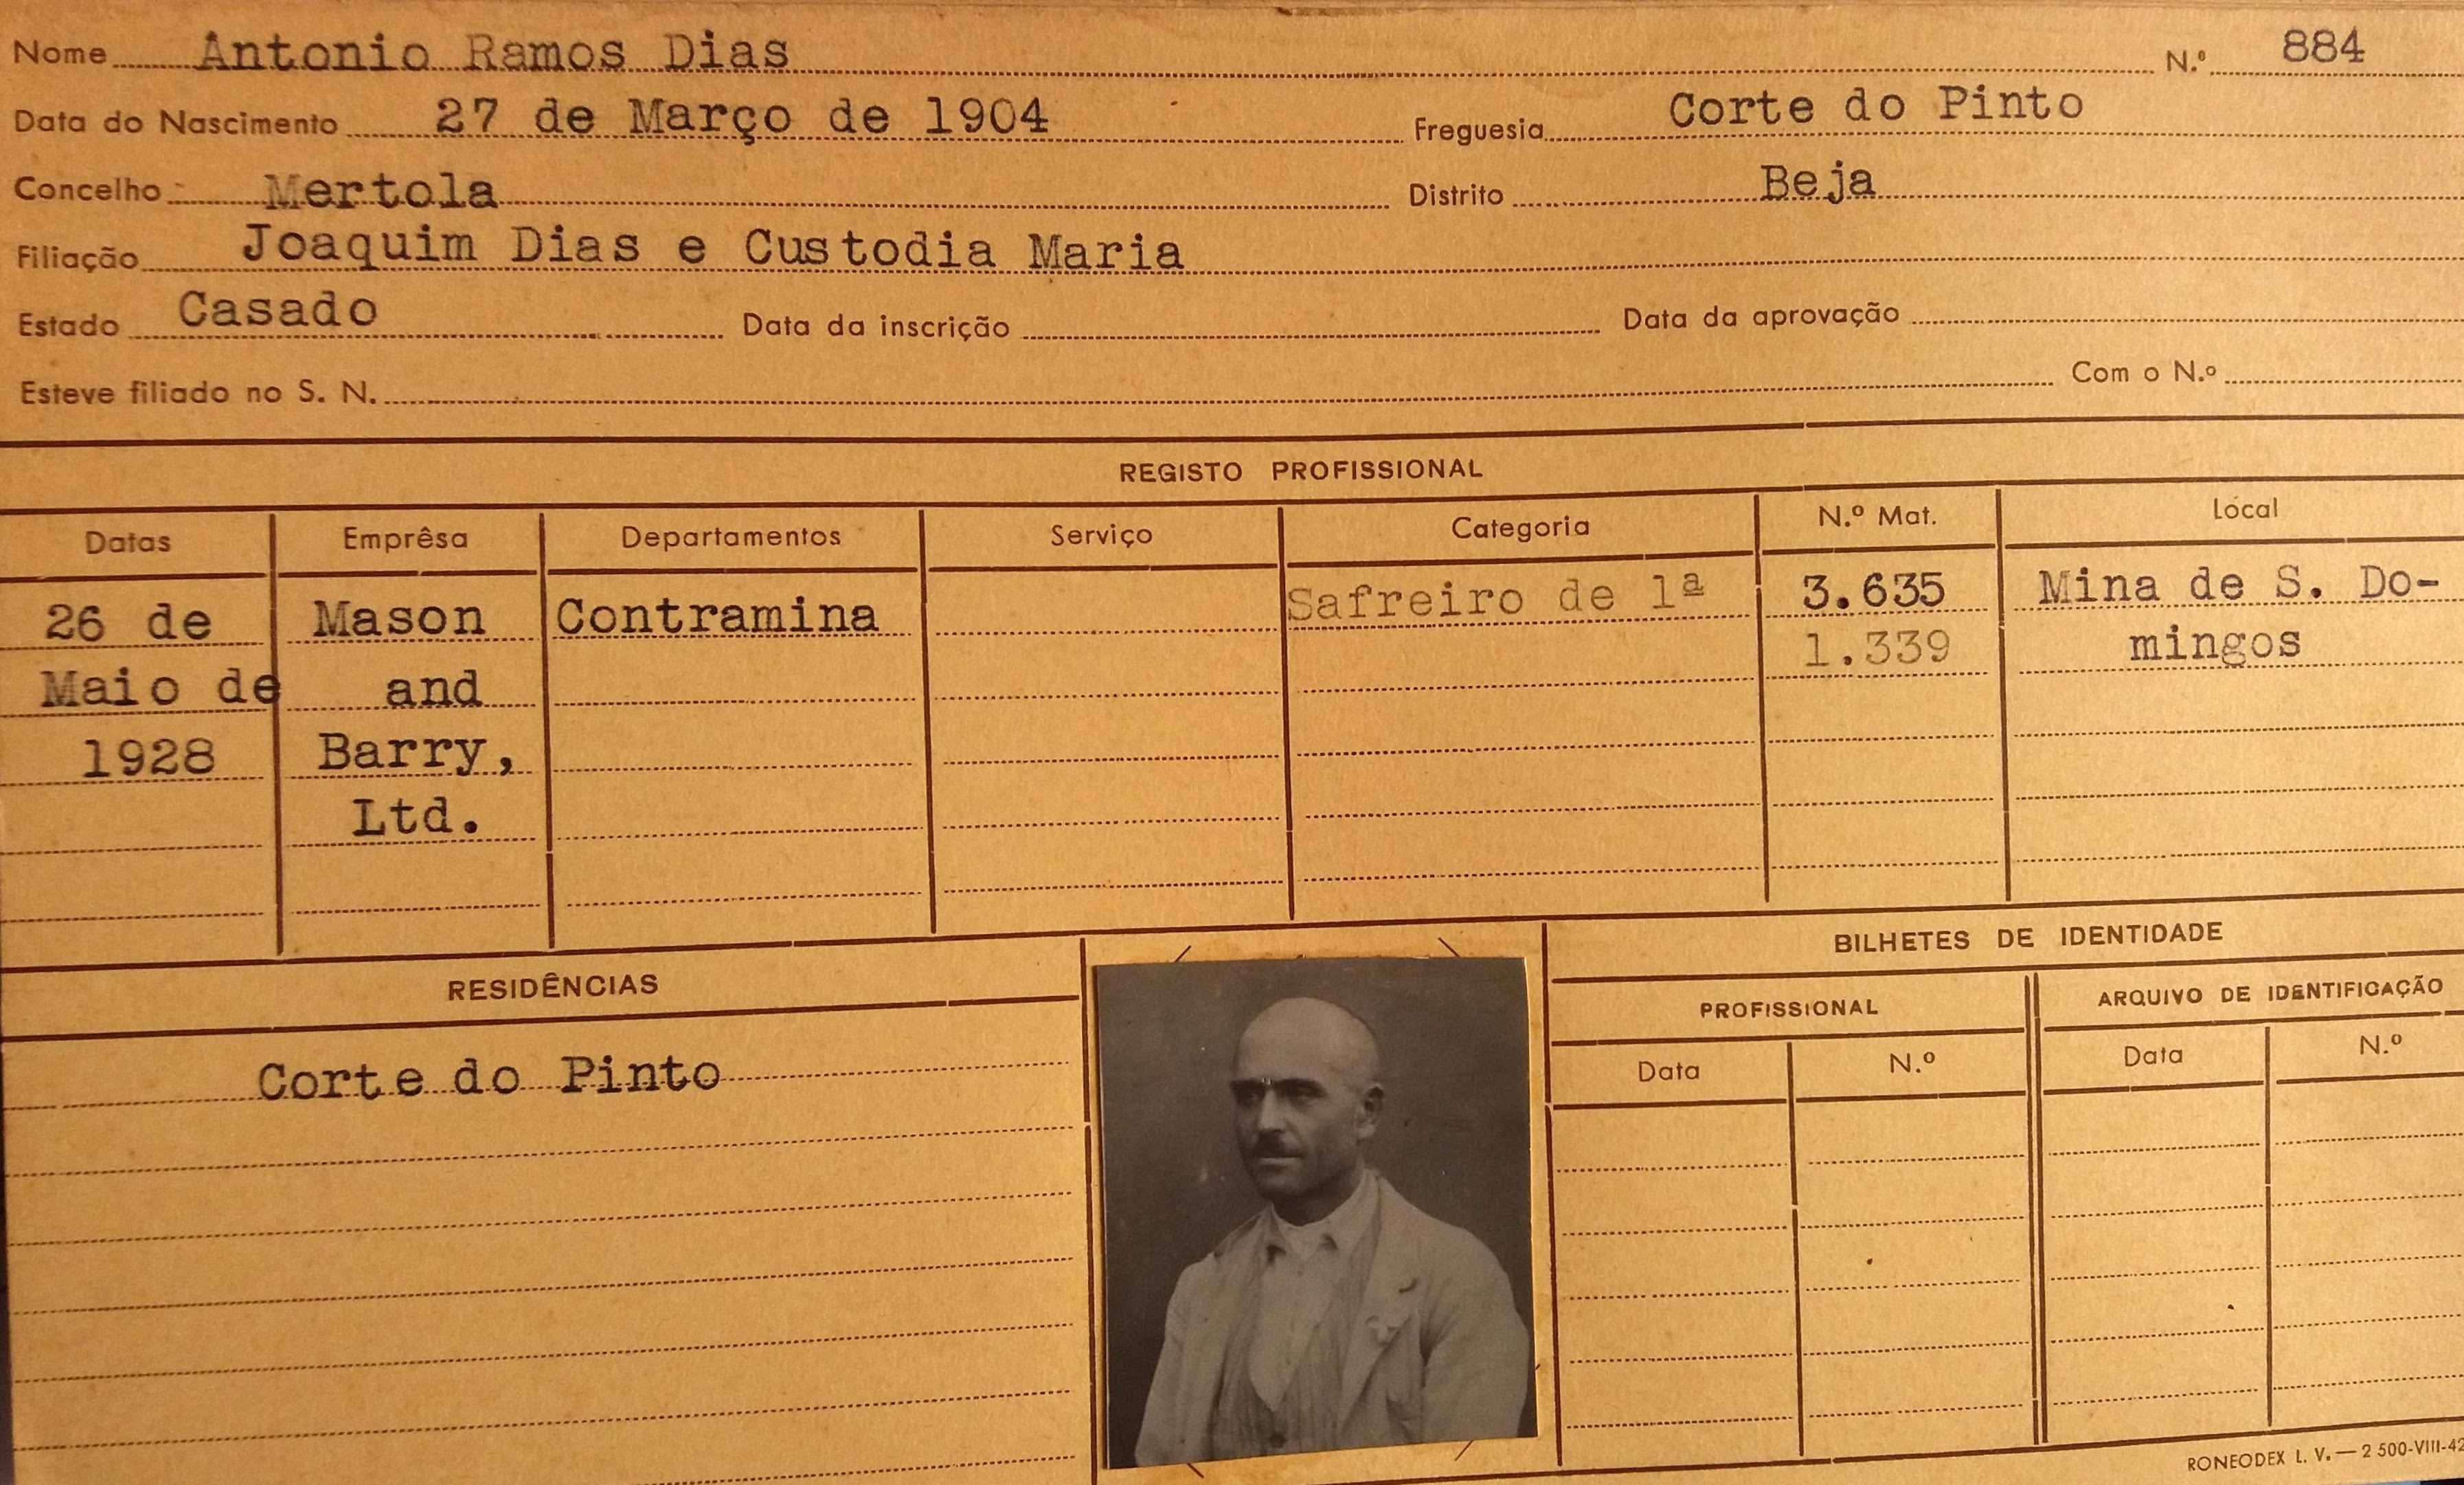 Nome Antonio Ramos Dias N.º 884
Data do Nascimento 27 de Março de 1904 Freguesia Corte do Pinto
Concelho Mertola Distrito Beja
Filiação Joaquim Dias e Custodia Maria
Estado Casado Data da inscrição Data da aprovação
Esteve filiado no S. N. Com o N.º
REGISTO PROFISSIONAL
Datas Emprêsa Departamentos Serviço Categoria N.º Mat. Local
26 de Mason Contramina Safreiro de 1ª 3.635 Mina de S. Do-
Maio de and 1.339 mingos
1928 Barry,
Ltd.
RESIDÊNCIAS
Corte do Pinto
BILHETES DE IDENTIDADE
PROFISSIONAL ARQUIVO DE IDENTIFICAÇÃO
Data N.º Data N.º
RONEODEX L. V. — 2 500-VIII-42